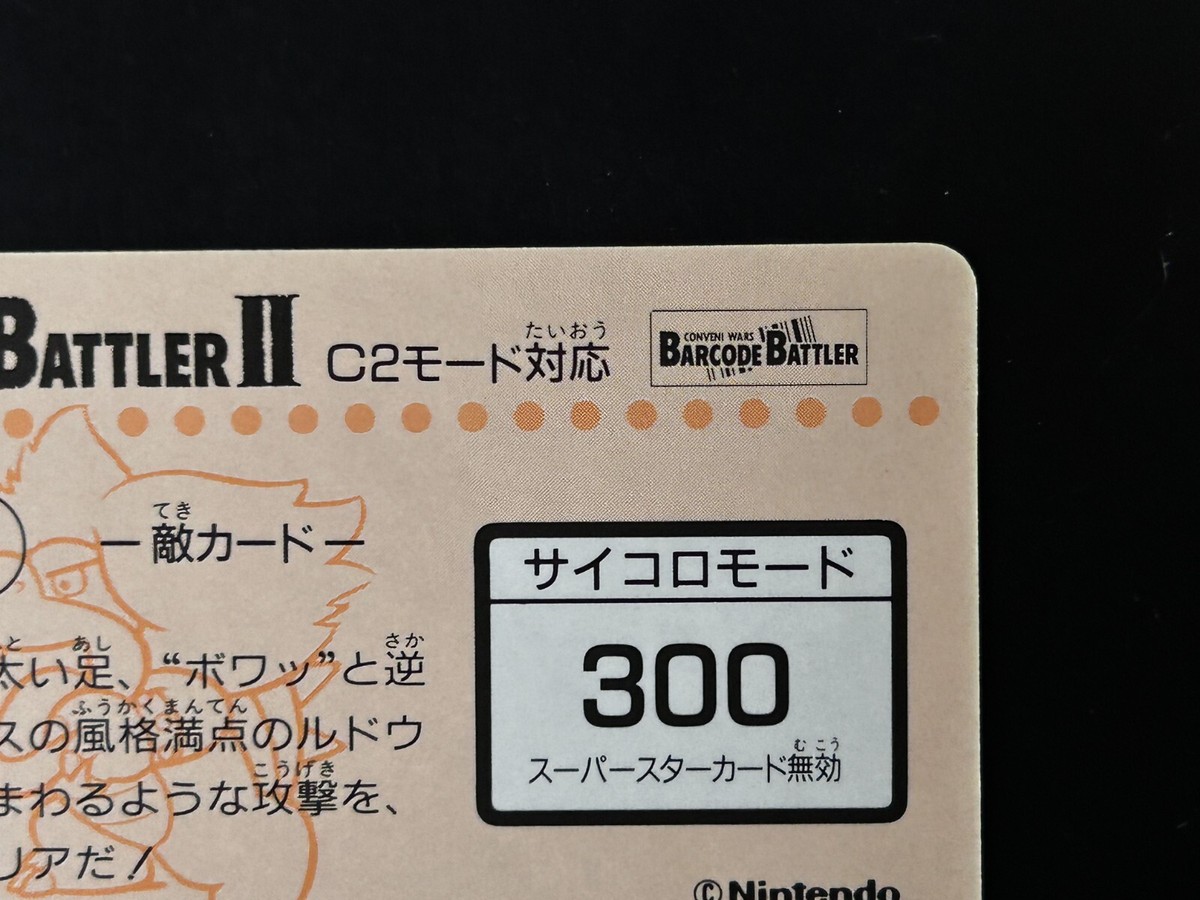 BATTLER II C2モード対応
たいおう
CONVENI WARS
BARCODE BATTLER
てき
ー敵カードー
サイコロモード
300
むこう
スーパースターカード無効
と あし さか
太い足、“ボワッ”と逆
ふうかくまんてん
スの風格満点のルドウ
こうげき
まわるような攻撃を、
リアだ！
©Nintendo